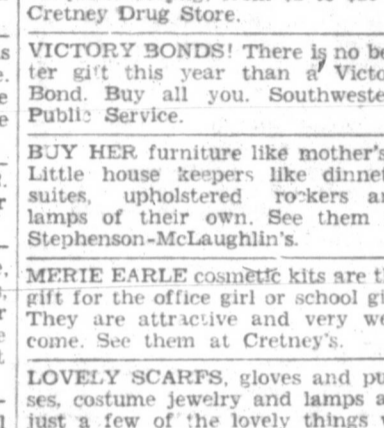 Cretney Drug Store.
VICTORY BONDS! There is no be
ter gift this year than a Victo
Bond. Buy all you. Southweste
Public Service.
BUY HER furniture like mother's
Little house keepers like dinnet
suites, upholstered rockers an
lamps of their own. See them
Stephenson-McLaughlin's.
MERIE EARLE cosmetic kits are th
gift for the office girl or school gi
They are attractive and very we
come. See them at Cretney's.
LOVELY SCARFS, gloves and pu
ses, costume jewelry and lamps a
just a few of the lovely things